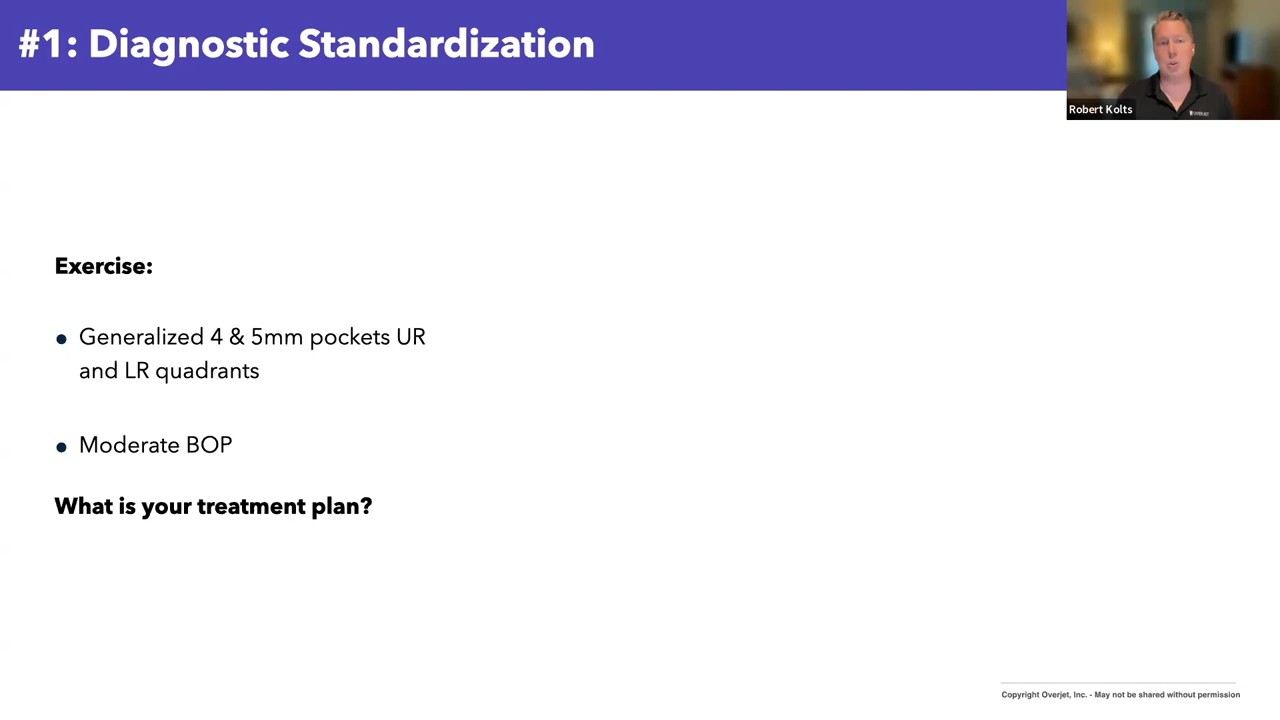 #1: Diagnostic Standardization
Robert Kolts
Exercise:
• Generalized 4 & 5mm pockets UR
and LR quadrants
• Moderate BOP
What is your treatment plan?
Copyright Overjet, Inc. - May not be shared without permission